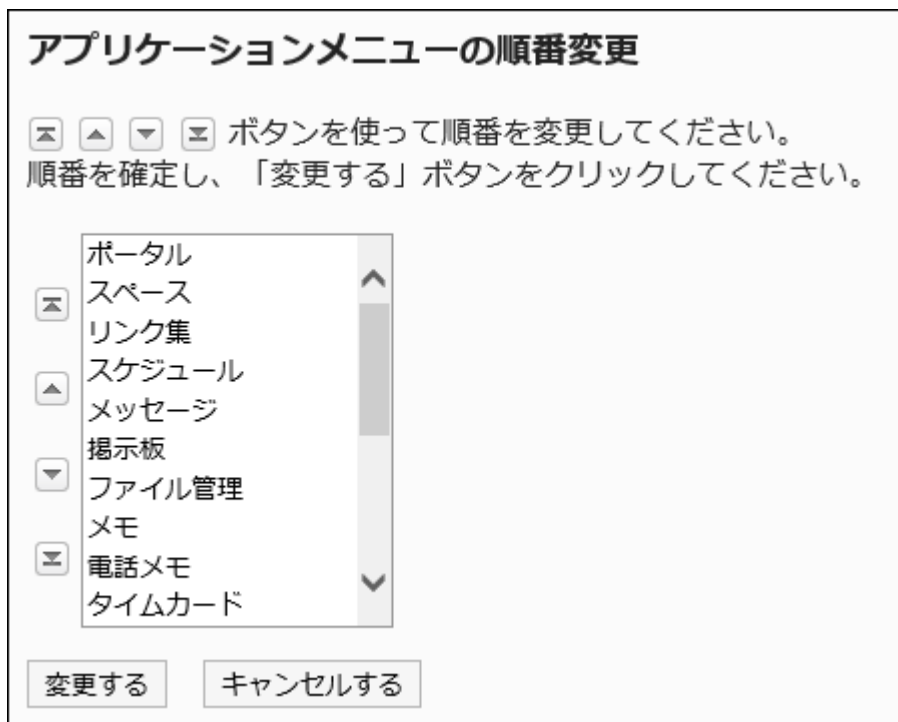 アプリケーションメニューの順番変更
ボタンを使って順番を変更してください。
順番を確定し、「変更する」ボタンをクリックしてください。
ポータル
スペース
リンク集
スケジュール
メッセージ
掲示板
ファイル管理
メモ
電話メモ
タイムカード
変更する
キャンセルする